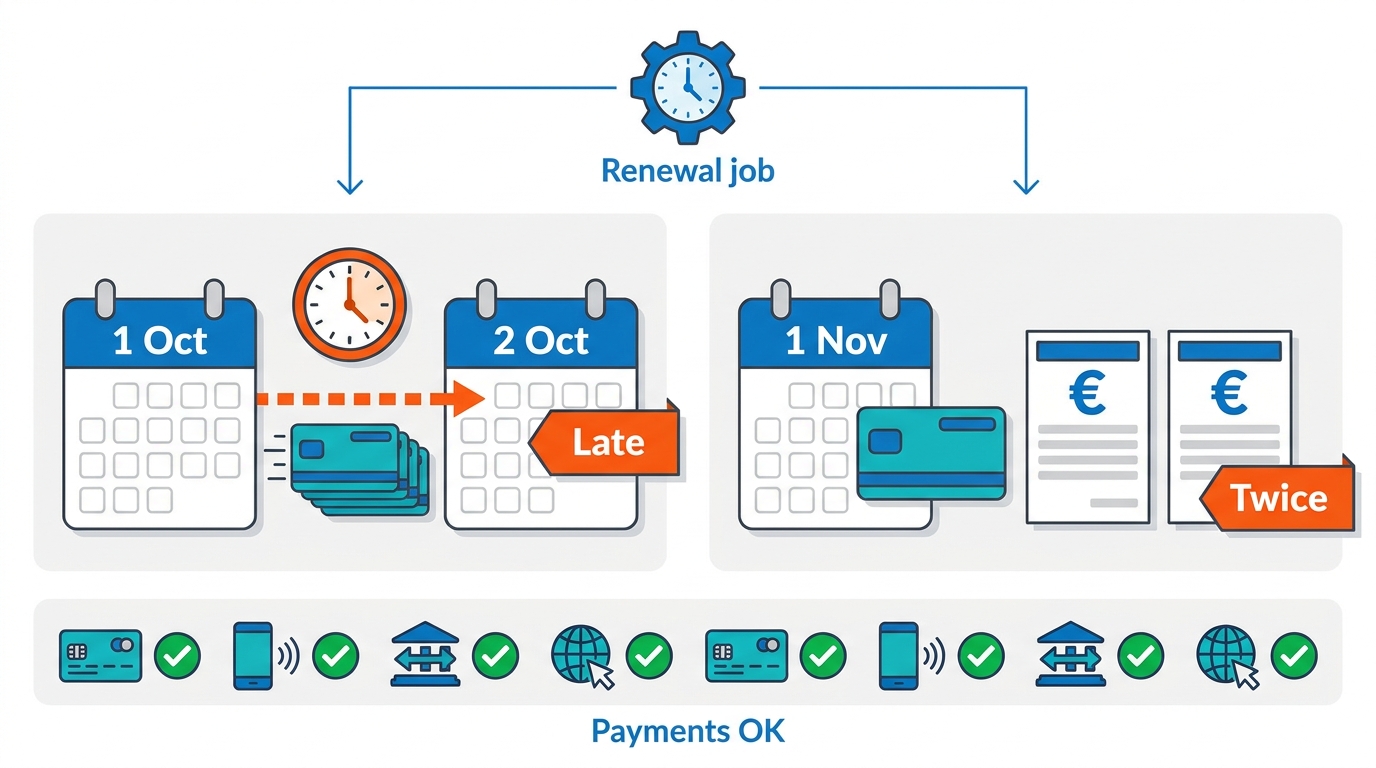 Renewal job
1 Oct
2 Oct
Late
1 Nov
€
€
Twice
Payments OK